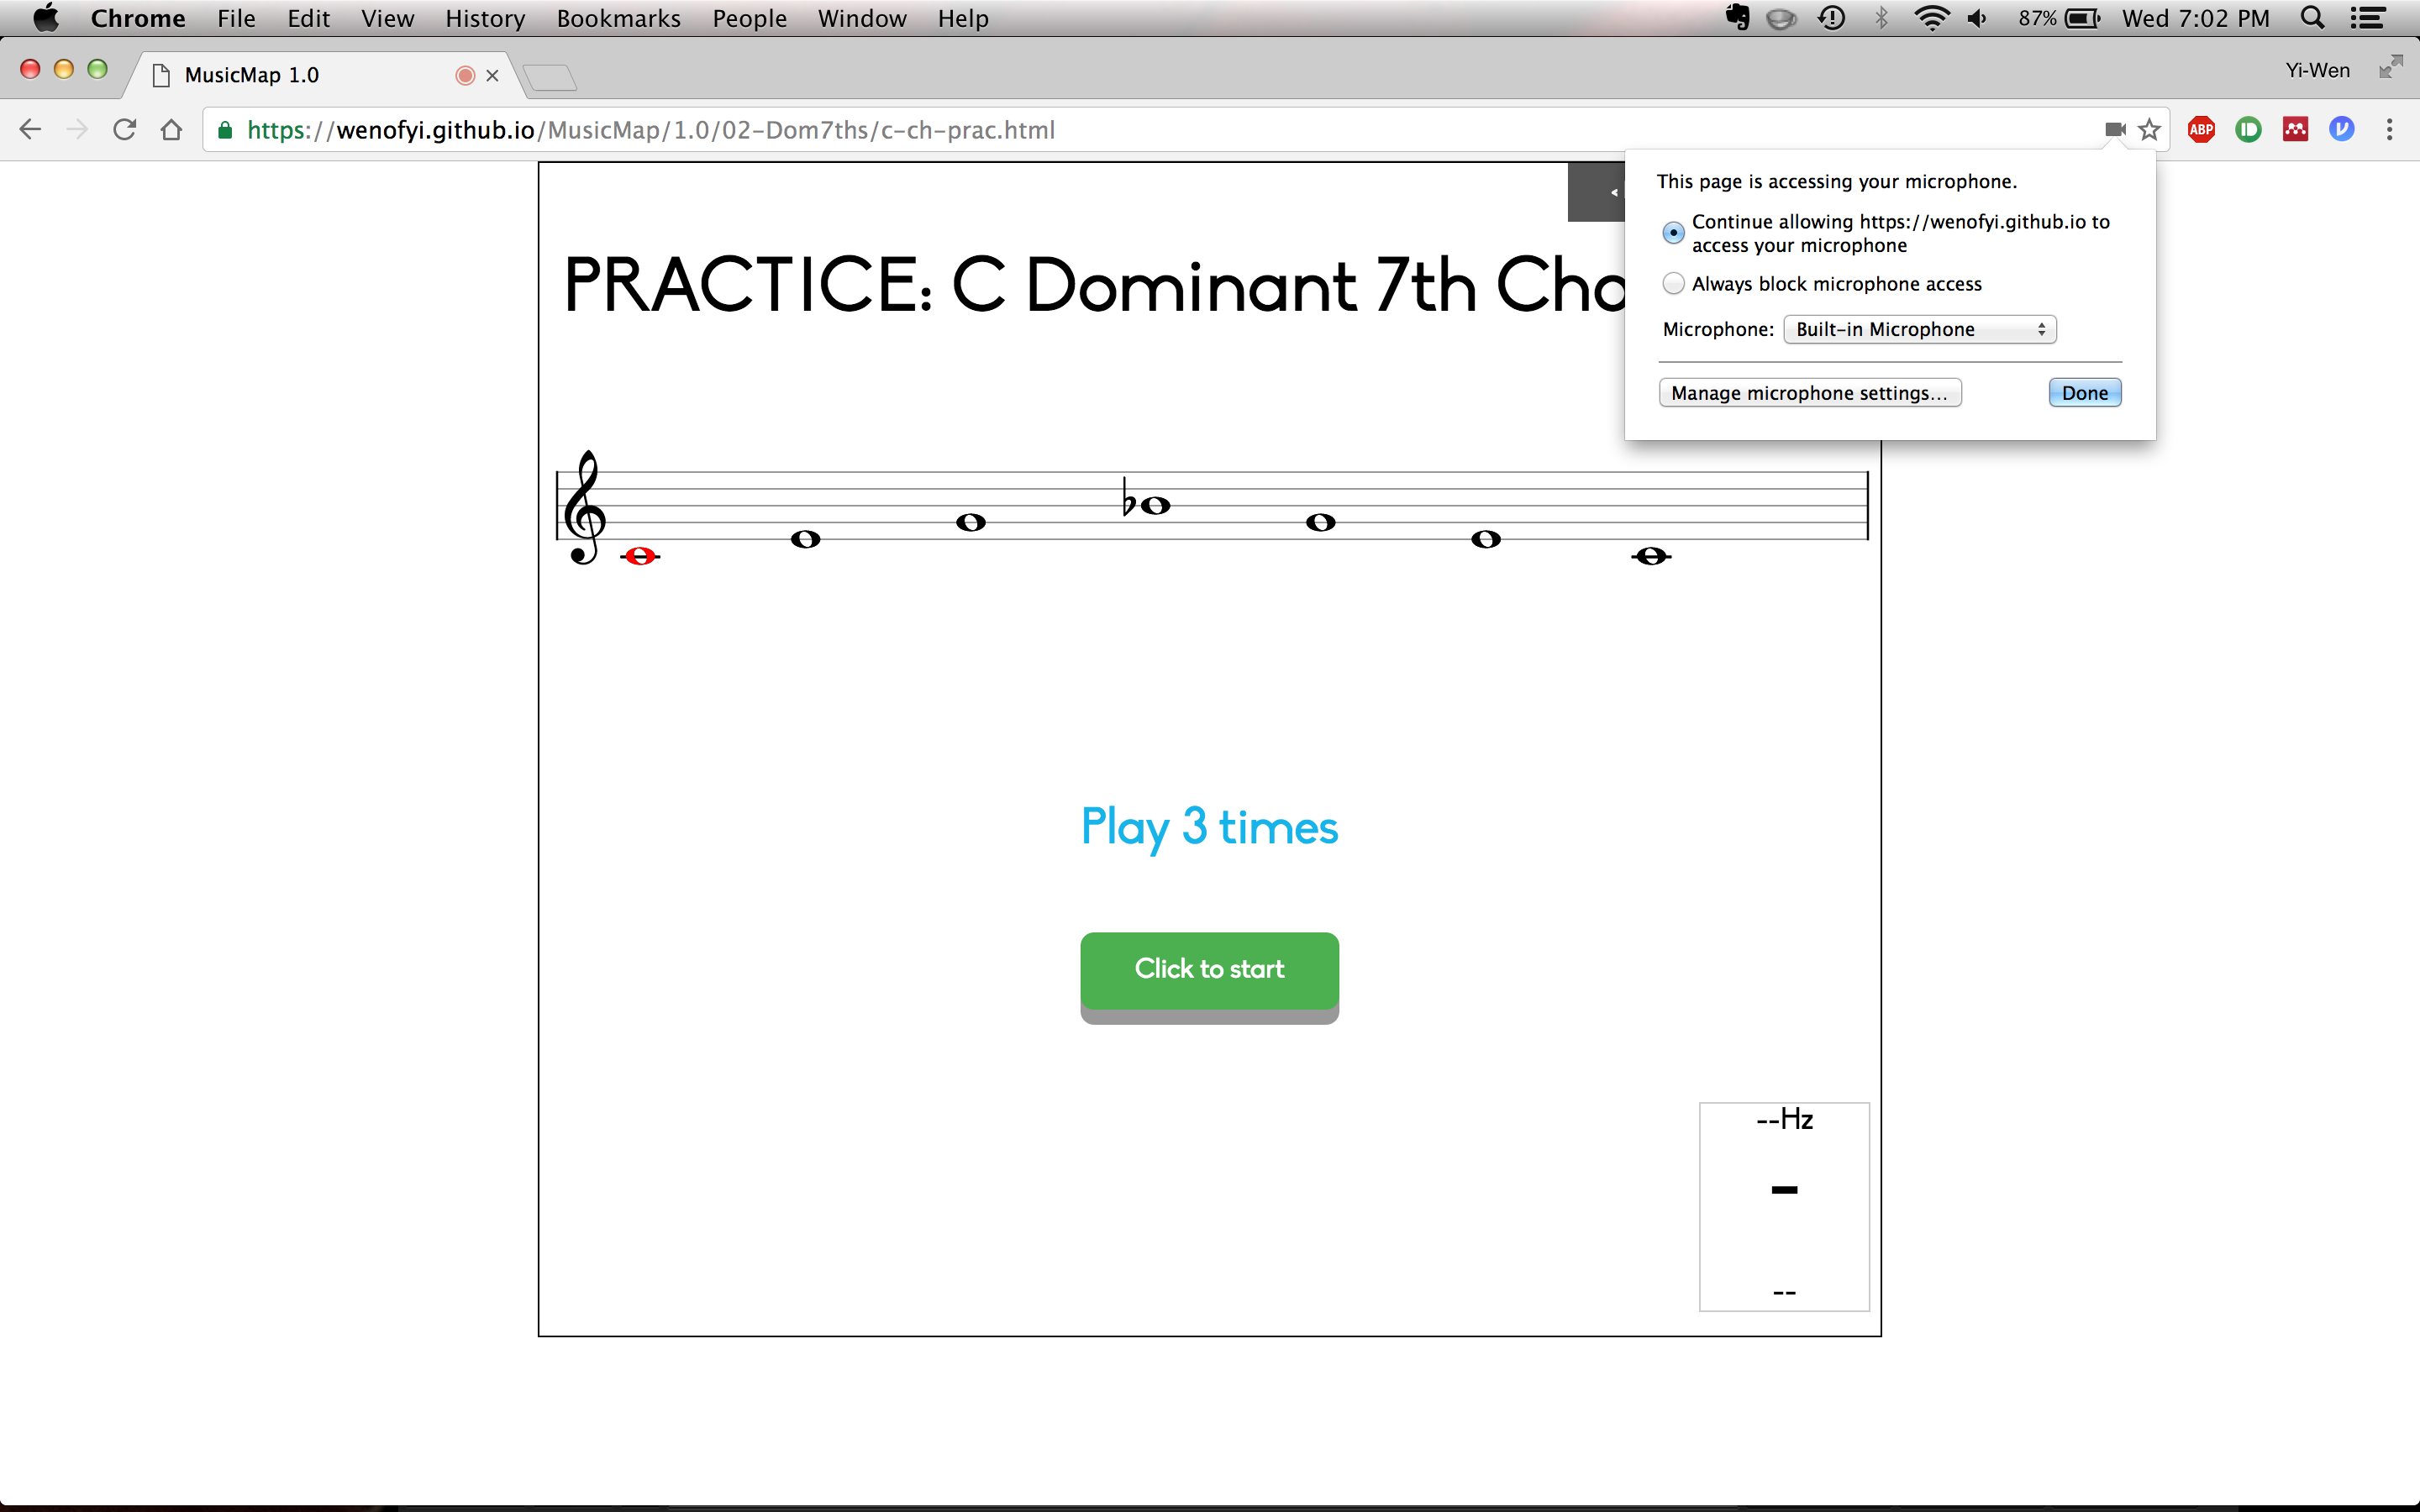 Chrome File Edit View History Bookmarks People Window Help 87% Wed 7:02 PM
MusicMap 1.0 Yi-Wen
https://wenofyi.github.io/MusicMap/1.0/02-Dom7ths/c-ch-prac.html ABP
<
This page is accessing your microphone.
Continue allowing https://wenofyi.github.io to
access your microphone
Always block microphone access
Microphone: Built-in Microphone
Manage microphone settings... Done
PRACTICE: C Dominant 7th Cho
Play 3 times
Click to start
--Hz
-
--